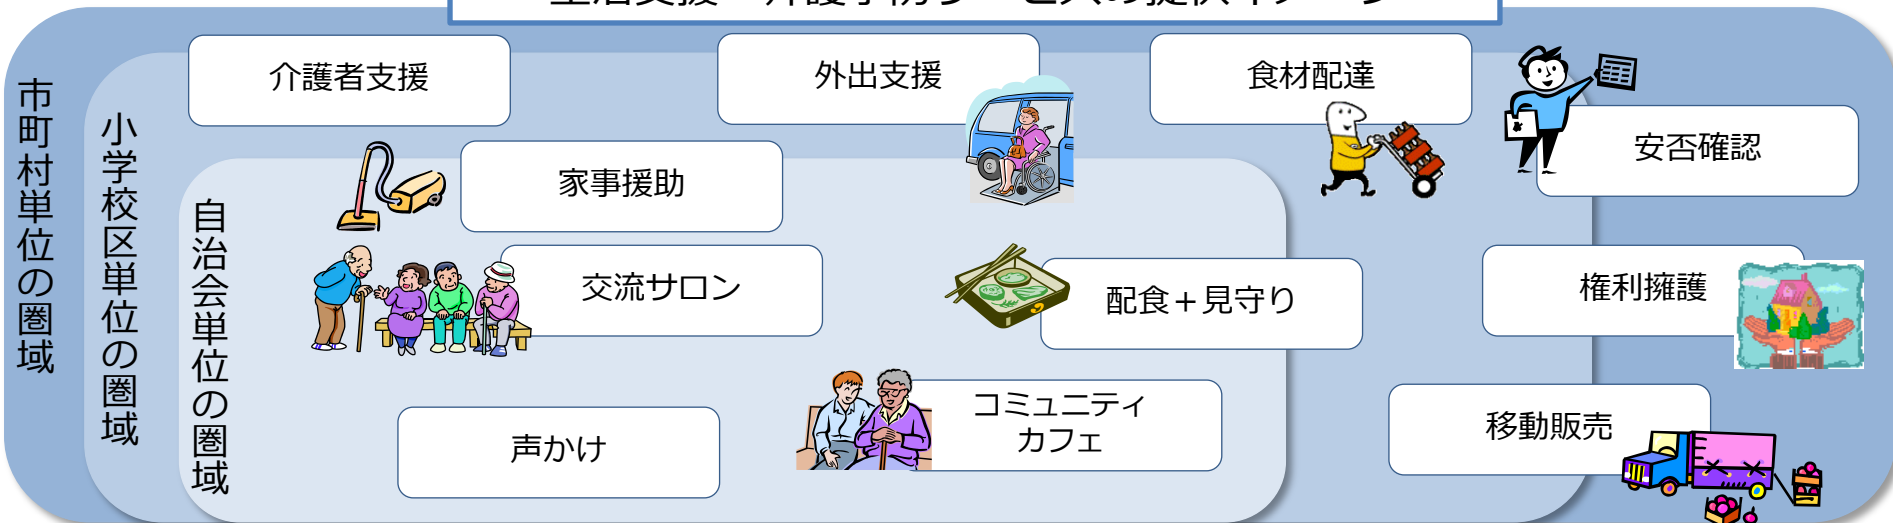 市町村単位の圏域
小学校区単位の圏域
自治会単位の圏域
介護者支援
外出支援
食材配達
安否確認
家事援助
交流サロン
配食+見守り
権利擁護
声かけ
コミュニティ
カフェ
移動販売